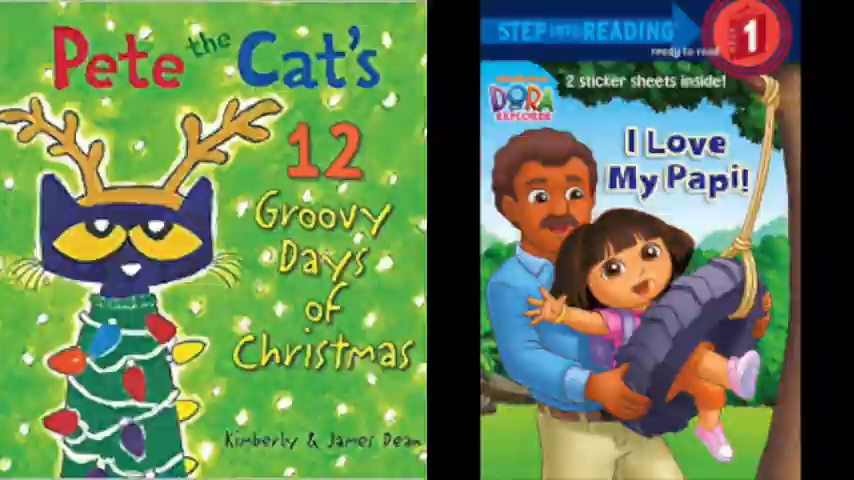 Pete the Cat's
12
Groovy
Days
of
Christmas
Kimberly & James Dean
STEP INTO READING
1
ready to read
2 sticker sheets inside!
DORA
EXPLORER
I Love
My Papi!